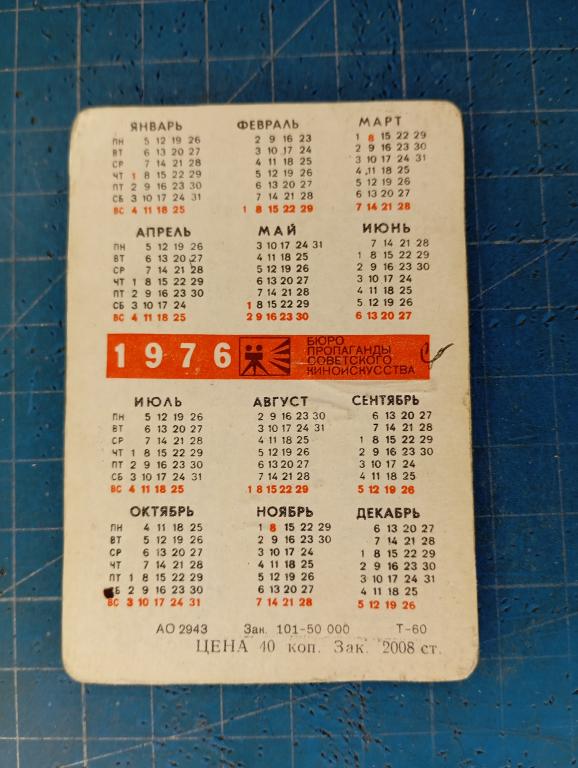 ЯНВАРЬ ФЕВРАЛЬ МАРТ
ПН 5 12 19 26 2 9 16 23 1 8 15 22 29
ВТ 6 13 20 27 3 10 17 24 2 9 16 23 30
СР 7 14 21 28 4 11 18 25 3 10 17 24 31
ЧТ 1 8 15 22 29 5 12 19 26 4 11 18 25
ПТ 2 9 16 23 30 6 13 20 27 5 12 19 26
СБ 3 10 17 24 31 7 14 21 28 6 13 20 27
ВС 4 11 18 25 1 8 15 22 29 7 14 21 28
АПРЕЛЬ МАЙ ИЮНЬ
ПН 5 12 19 26 3 10 17 24 31 7 14 21 28
ВТ 6 13 20 27 4 11 18 25 1 8 15 22 29
СР 7 14 21 28 5 12 19 26 2 9 16 23 30
ЧТ 1 8 15 22 29 6 13 20 27 3 10 17 24
ПТ 2 9 16 23 30 7 14 21 28 4 11 18 25
СБ 3 10 17 24 1 8 15 22 29 5 12 19 26
ВС 4 11 18 25 2 9 16 23 30 6 13 20 27
1976
БЮРО
ПРОПАГАНДЫ
СОВЕТСКОГО
КИНОИСКУССТВА
ИЮЛЬ АВГУСТ СЕНТЯБРЬ
ПН 5 12 19 26 2 9 16 23 30 6 13 20 27
ВТ 6 13 20 27 3 10 17 24 31 7 14 21 28
СР 7 14 21 28 4 11 18 25 1 8 15 22 29
ЧТ 1 8 15 22 29 5 12 19 26 2 9 16 23 30
ПТ 2 9 16 23 30 6 13 20 27 3 10 17 24
СБ 3 10 17 24 31 7 14 21 28 4 11 18 25
ВС 4 11 18 25 1 8 15 22 29 5 12 19 26
ОКТЯБРЬ НОЯБРЬ ДЕКАБРЬ
ПН 4 11 18 25 1 8 15 22 29 6 13 20 27
ВТ 5 12 19 26 2 9 16 23 30 7 14 21 28
СР 6 13 20 27 3 10 17 24 1 8 15 22 29
ЧТ 7 14 21 28 4 11 18 25 2 9 16 23 30
ПТ 1 8 15 22 29 5 12 19 26 3 10 17 24 31
СБ 2 9 16 23 30 6 13 20 27 4 11 18 25
ВС 3 10 17 24 31 7 14 21 28 5 12 19 26
АО 2943 Зак. 101-50 000 Т-60
ЦЕНА 40 коп. Зак. 2008 ст.